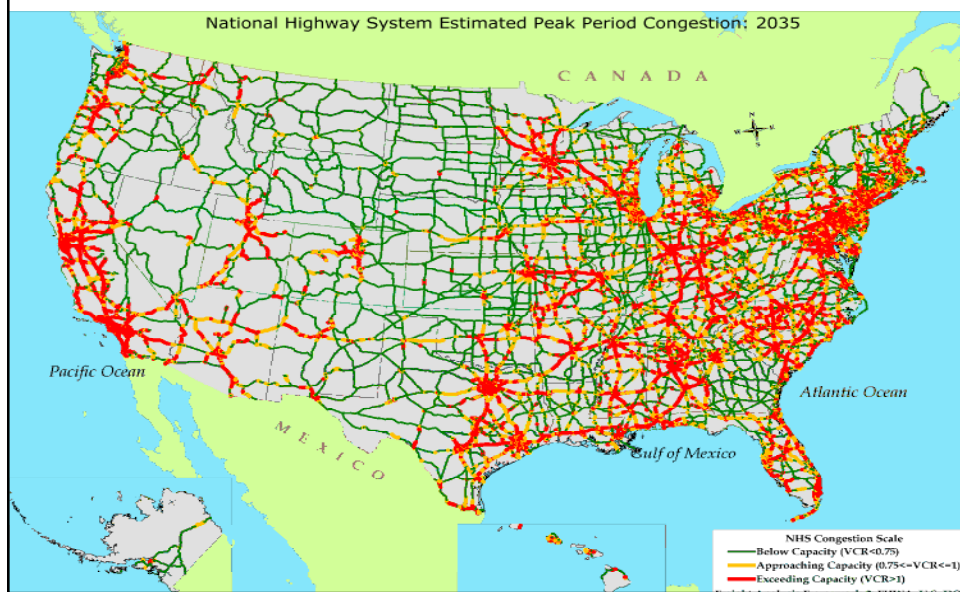 National Highway System Estimated Peak Period Congestion: 2035
CANADA
N
W
E
S
Pacific Ocean
Atlantic Ocean
MEXICO
Gulf of Mexico
NHS Congestion Scale
Below Capacity (VCR<0.75)
Approaching Capacity (0.75<=VCR<=1)
Exceeding Capacity (VCR>1)